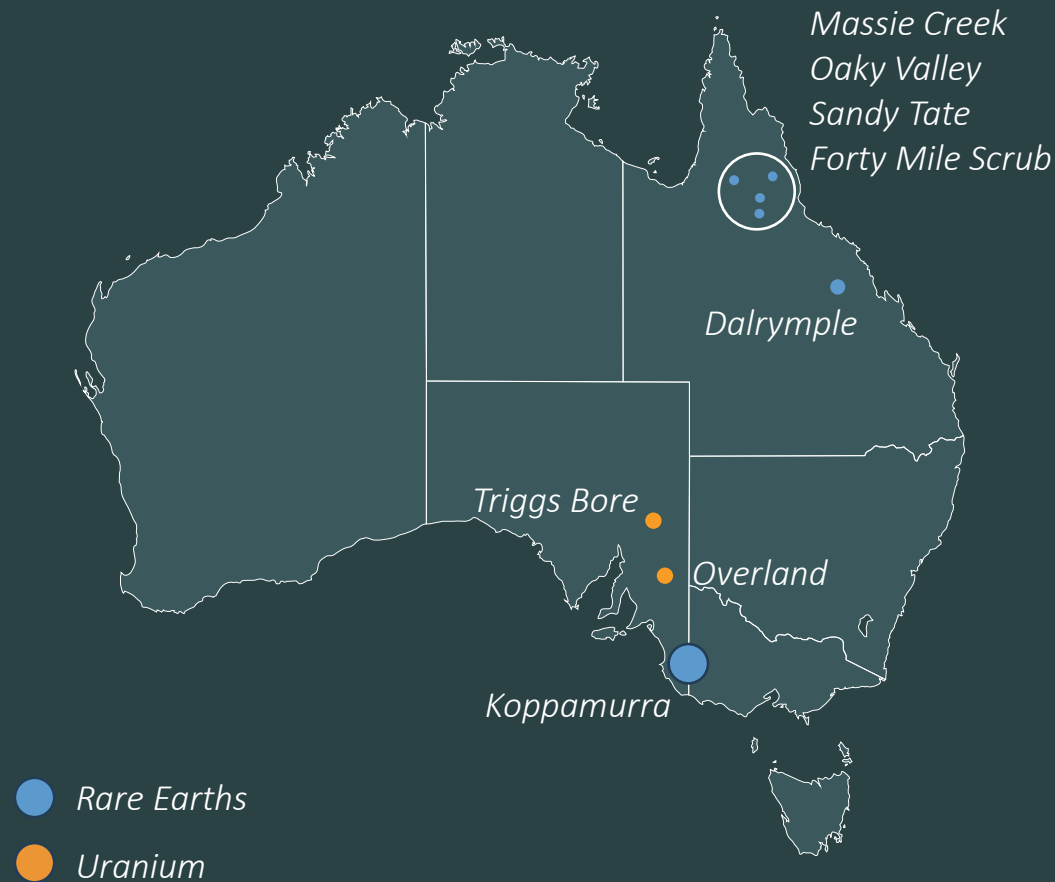 Massie Creek
Oaky Valley
Sandy Tate
Forty Mile Scrub
Dalrymple
Triggs Bore
Overland
Koppamurra
Rare Earths
Uranium